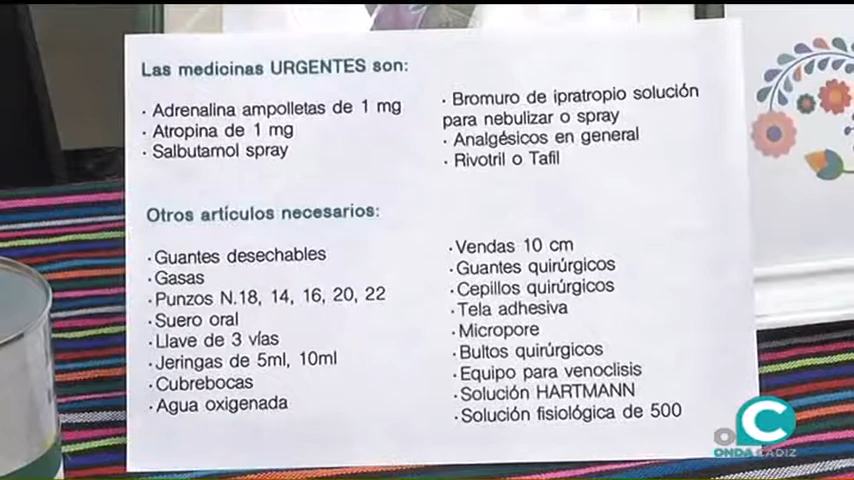 Las medicinas URGENTES son:
· Adrenalina ampolletas de 1 mg
· Atropina de 1 mg
· Salbutamol spray
· Bromuro de ipratropio solución
para nebulizar o spray
· Analgésicos en general
· Rivotril o Tafil
Otros artículos necesarios:
· Guantes desechables
· Gasas
· Punzos N.18, 14, 16, 20, 22
· Suero oral
· Llave de 3 vías
· Jeringas de 5ml, 10ml
· Cubrebocas
· Agua oxigenada
· Vendas 10 cm
· Guantes quirúrgicos
· Cepillos quirúrgicos
· Tela adhesiva
· Micropore
· Bultos quirúrgicos
· Equipo para venoclisis
· Solución HARTMANN
· Solución fisiológica de 500
OC
ONDA CÁDIZ